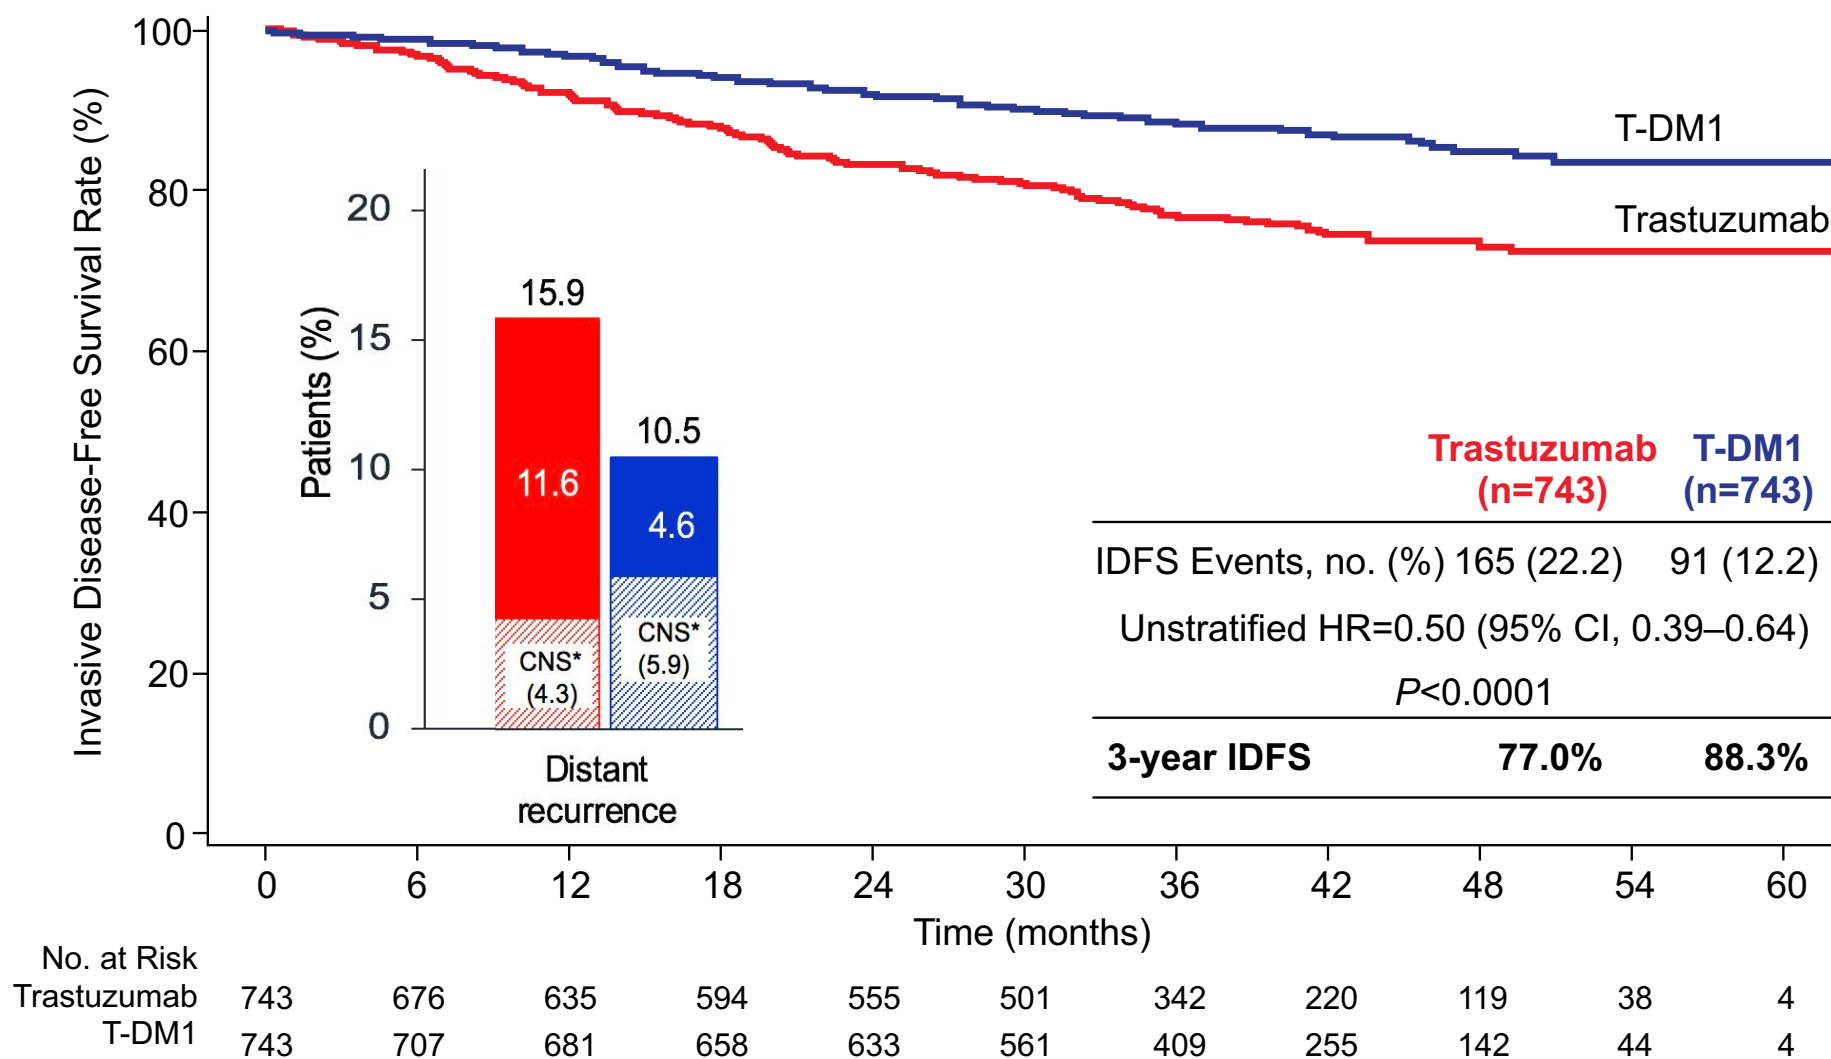 Invasive Disease-Free Survival Rate (%)
100
80
60
40
20
0
T-DM1
Trastuzumab
Patients (%)
20
15
10
5
0
15.9
11.6
CNS*
(4.3)
10.5
4.6
CNS*
(5.9)
Distant
recurrence
Trastuzumab T-DM1
(n=743) (n=743)
IDFS Events, no. (%) 165 (22.2) 91 (12.2)
Unstratified HR=0.50 (95% CI, 0.39–0.64)
P<0.0001
3-year IDFS 77.0% 88.3%
0 6 12 18 24 30 36 42 48 54 60
Time (months)
No. at Risk
Trastuzumab 743 676 635 594 555 501 342 220 119 38 4
T-DM1 743 707 681 658 633 561 409 255 142 44 4